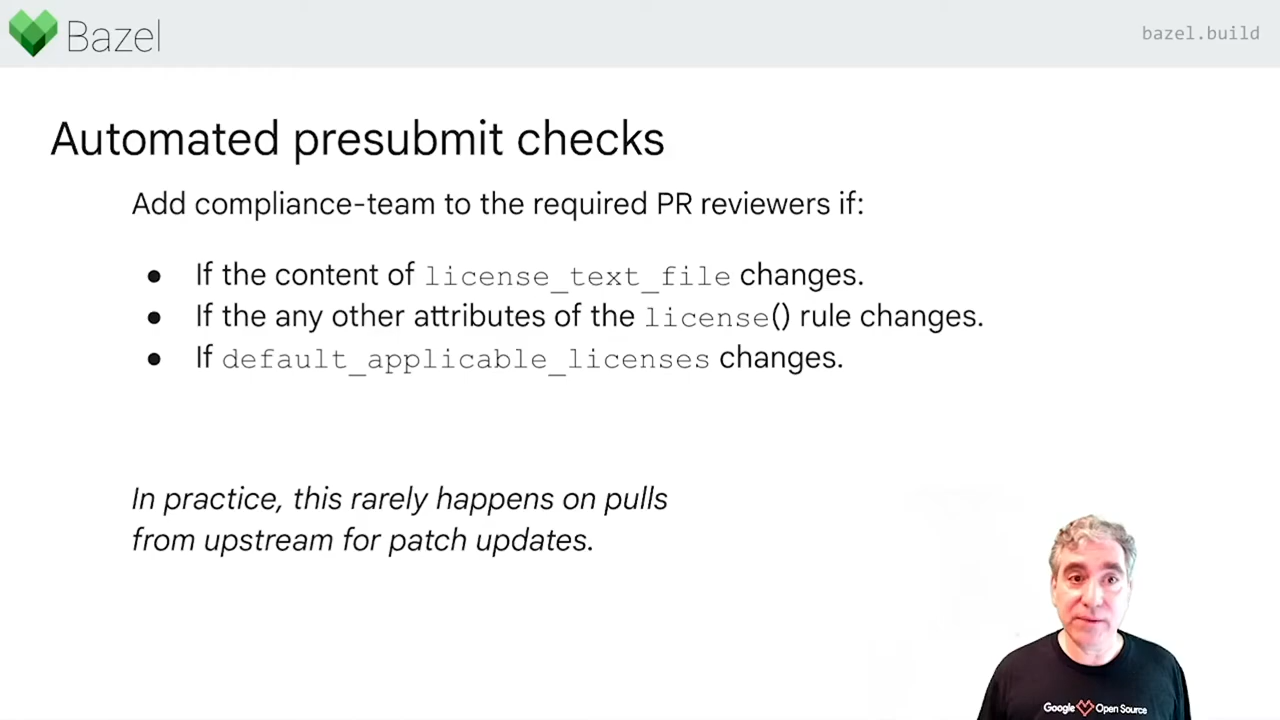 Bazel
bazel.build
Automated presubmit checks
Add compliance-team to the required PR reviewers if:
● If the content of license_text_file changes.
● If the any other attributes of the license() rule changes.
● If default_applicable_licenses changes.
In practice, this rarely happens on pulls
from upstream for patch updates.
Google Open Source